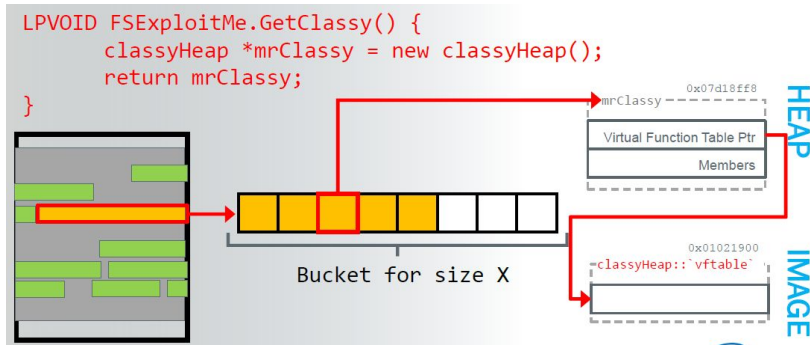 LPVOID FSExploitMe.GetClassy() {
classyHeap *mrClassy = new classyHeap();
return mrClassy;
}
0x07d18ff8
mrClassy
Virtual Function Table Ptr
Members
HEAP
Bucket for size X
0x01021900
classyHeap::`vftable`
IMAGE